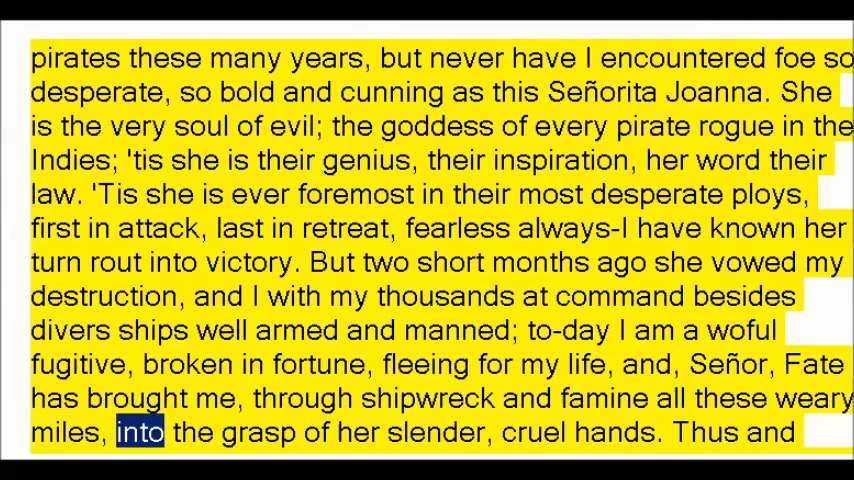 pirates these many years, but never have I encountered foe so
desperate, so bold and cunning as this Señorita Joanna. She
is the very soul of evil; the goddess of every pirate rogue in the
Indies; 'tis she is their genius, their inspiration, her word their
law. 'Tis she is ever foremost in their most desperate ploys,
first in attack, last in retreat, fearless always-I have known her
turn rout into victory. But two short months ago she vowed my
destruction, and I with my thousands at command besides
divers ships well armed and manned; to-day I am a woful
fugitive, broken in fortune, fleeing for my life, and, Señor, Fate
has brought me, through shipwreck and famine all these weary
miles, into the grasp of her slender, cruel hands. Thus and